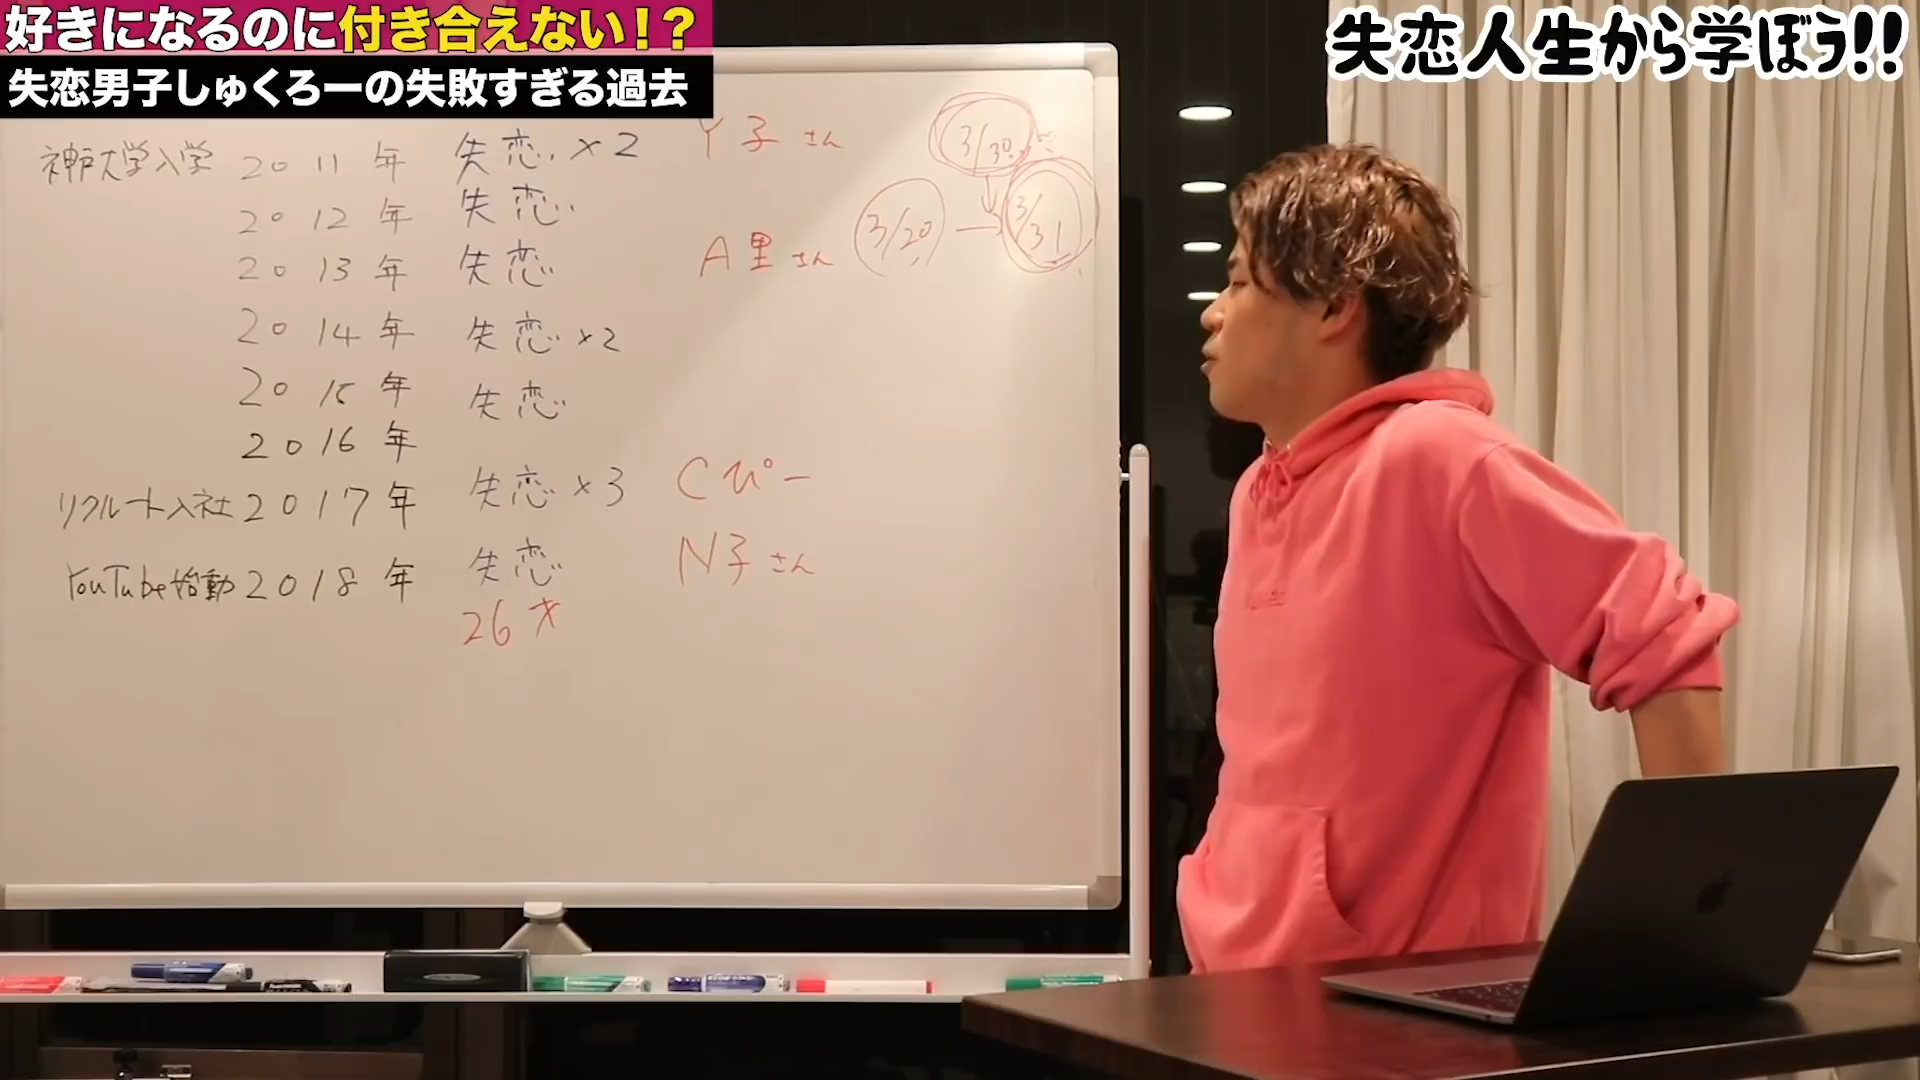 好きになるのに付き合えない！？
失恋男子しゅくろーの失敗すぎる過去
失恋人生から学ぼう!!
神戸大学入学 2011年 失恋×2 Y子さん
2012年 失恋
2013年 失恋 A里さん
3/30
3/20 → 3/31
2014年 失恋×2
2015年 失恋
2016年
リクルート入社 2017年 失恋×3 Cぴー
YouTube始動 2018年 失恋 N子さん
26才